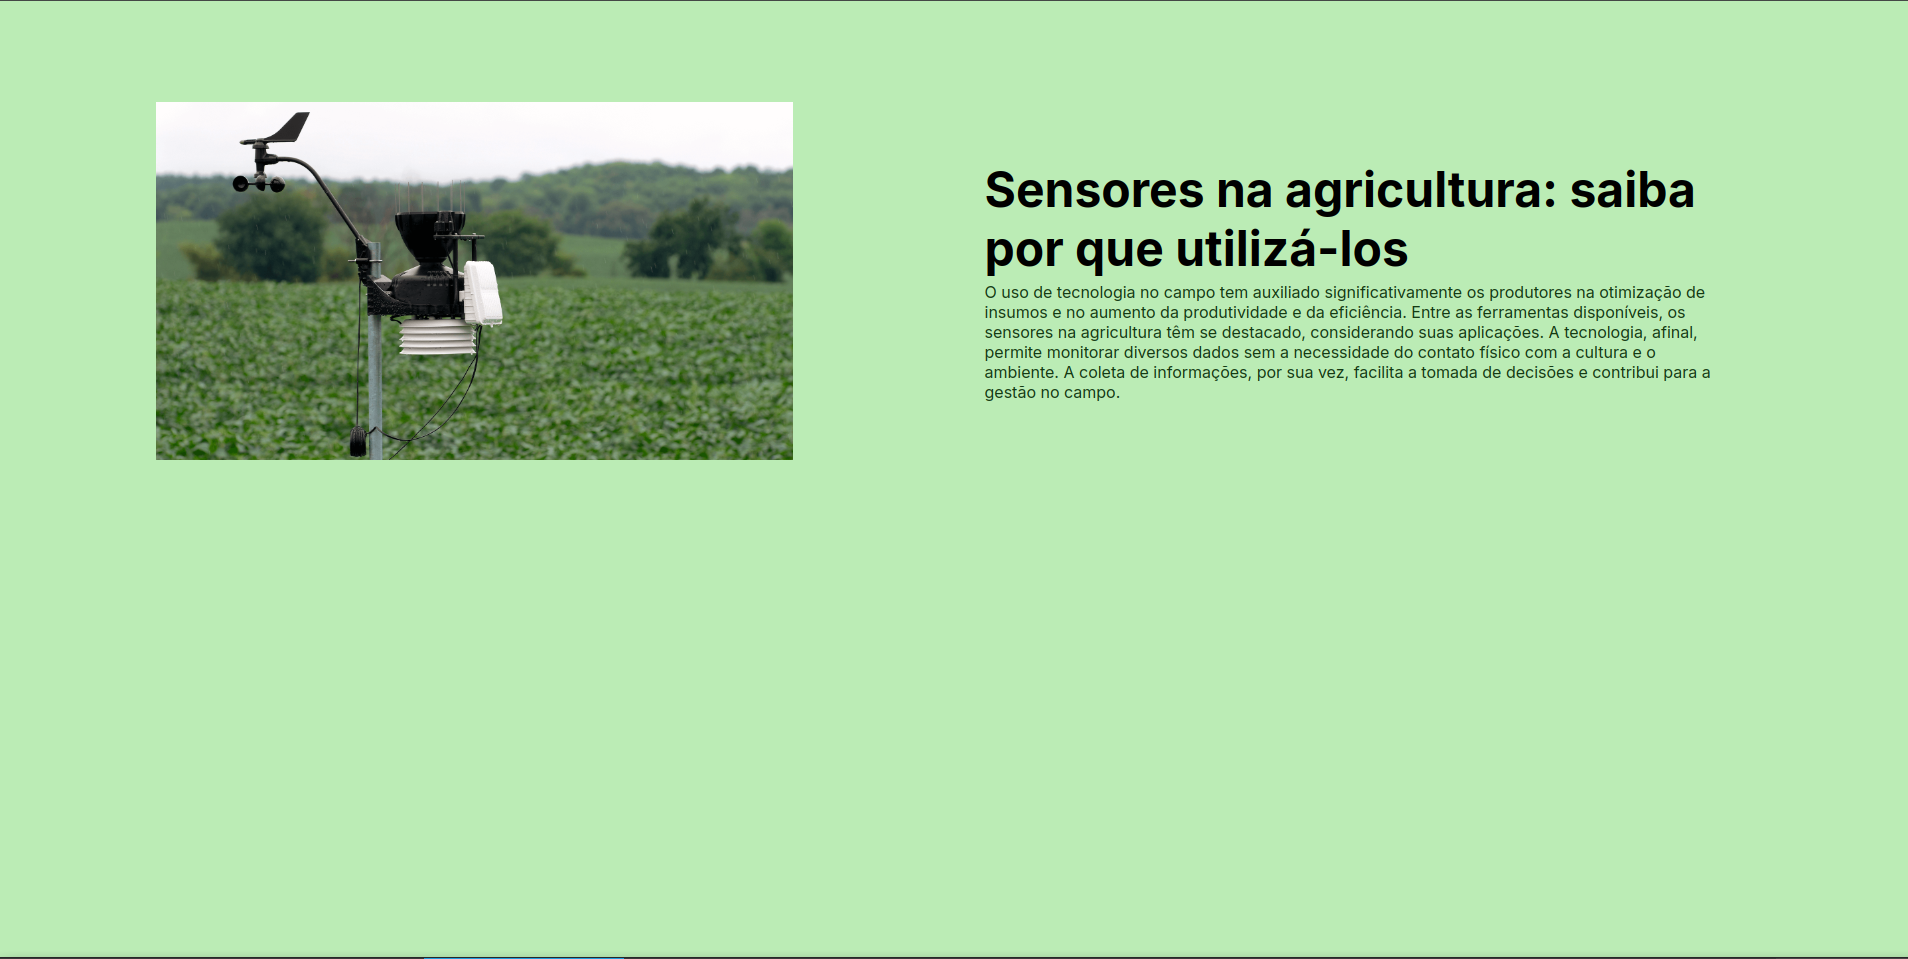 Sensores na agricultura: saiba
por que utilizá-los
O uso de tecnologia no campo tem auxiliado significativamente os produtores na otimização de
insumos e no aumento da produtividade e da eficiência. Entre as ferramentas disponíveis, os
sensores na agricultura têm se destacado, considerando suas aplicações. A tecnologia, afinal,
permite monitorar diversos dados sem a necessidade do contato físico com a cultura e o
ambiente. A coleta de informações, por sua vez, facilita a tomada de decisões e contribui para a
gestão no campo.